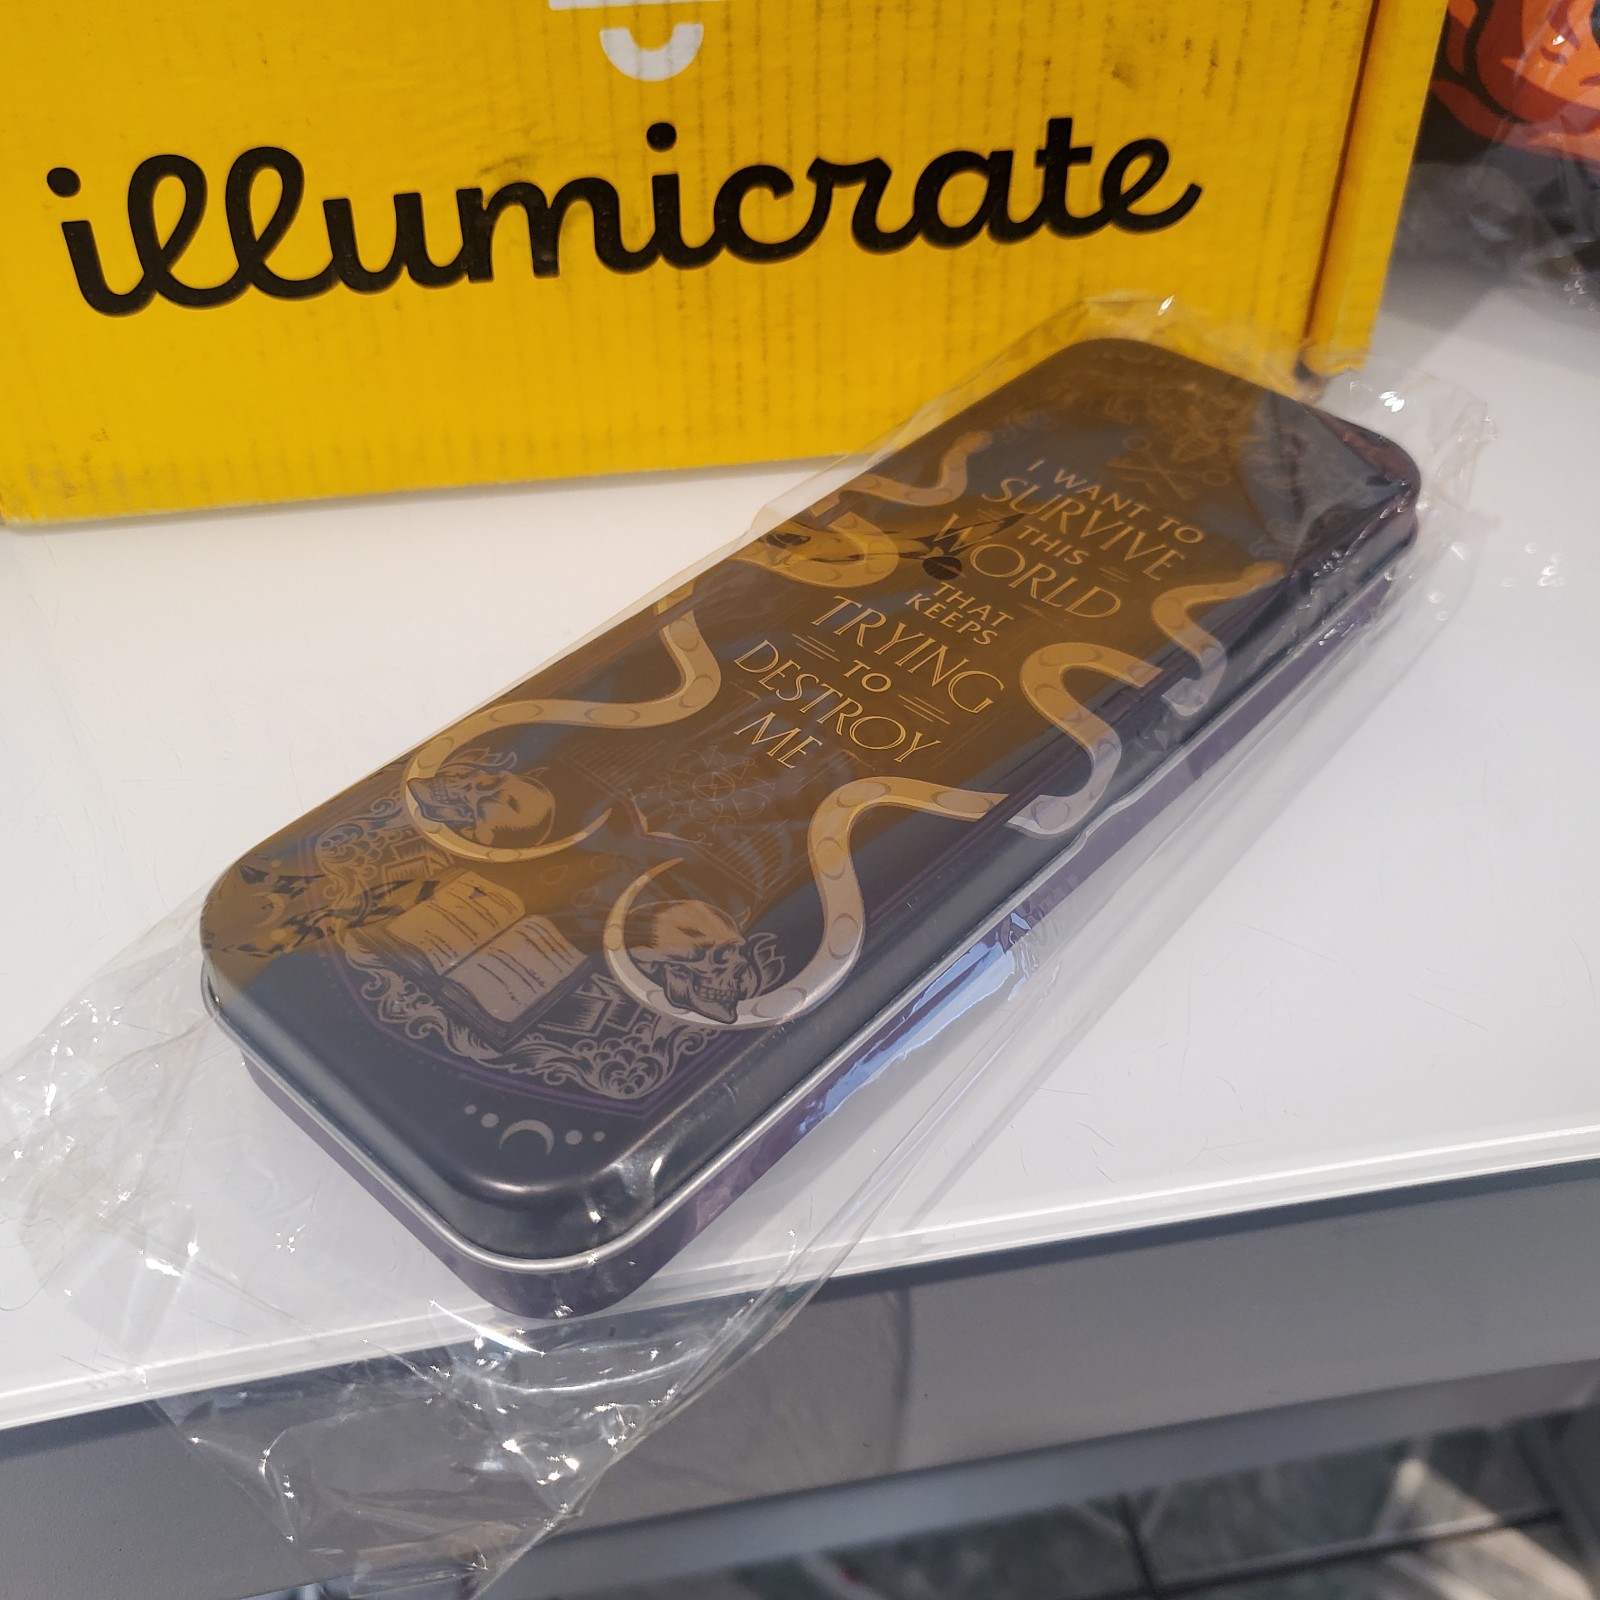 illumicrate
I WANT TO
SURVIVE
THIS
WORLD
THAT
KEEPS
TRYING
TO
DESTROY
ME